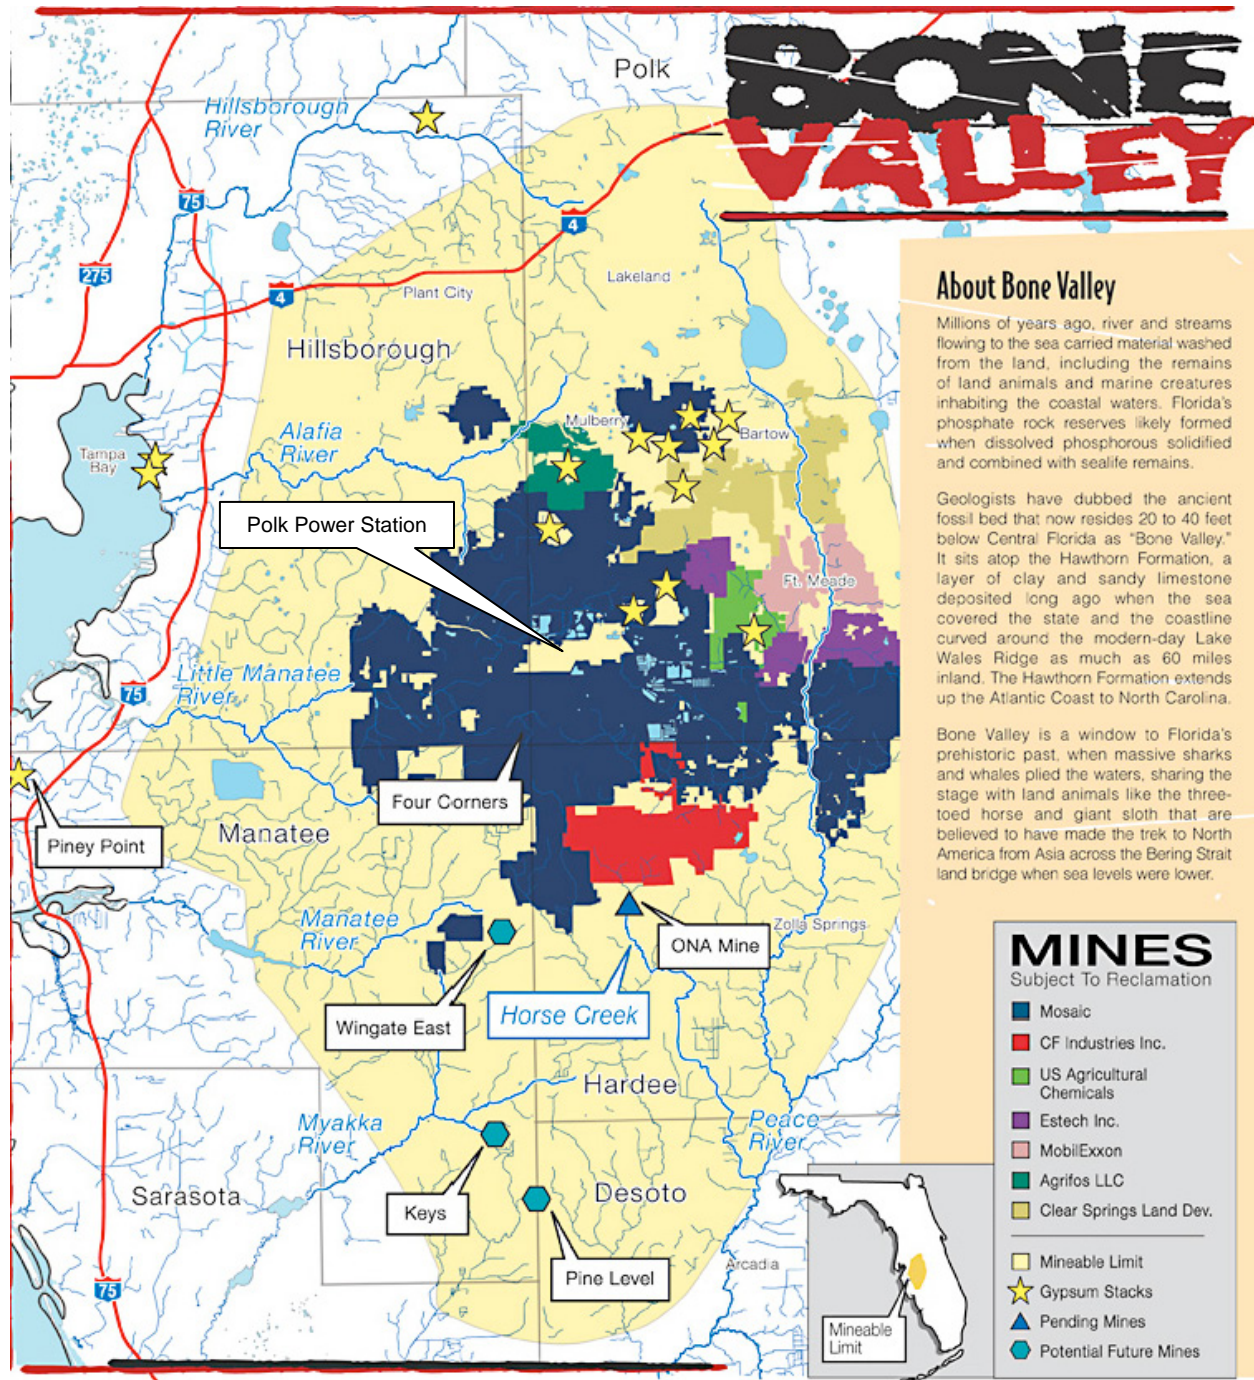 BONE
VALLEY
Polk
Hillsborough
River
75
4
275
4
Lakeland
Plant City
Hillsborough
Mulberry
Bartow
Alafia
River
Tampa
Bay
Polk Power Station
Ft. Meade
Little Manatee
River
75
Four Corners
Manatee
Piney Point
Manatee
River
ONA Mine
Zolla Springs
Wingate East
Horse Creek
Hardee
Myakka
River
Peace
River
Sarasota
Keys
Desoto
Pine Level
Arcadia
75
About Bone Valley
Millions of years ago, river and streams
flowing to the sea carried material washed
from the land, including the remains
of land animals and marine creatures
inhabiting the coastal waters. Florida's
phosphate rock reserves likely formed
when dissolved phosphorous solidified
and combined with sealife remains.
Geologists have dubbed the ancient
fossil bed that now resides 20 to 40 feet
below Central Florida as "Bone Valley."
It sits atop the Hawthorn Formation, a
layer of clay and sandy limestone
deposited long ago when the sea
covered the state and the coastline
curved around the modern-day Lake
Wales Ridge as much as 60 miles
inland. The Hawthorn Formation extends
up the Atlantic Coast to North Carolina.
Bone Valley is a window to Florida's
prehistoric past, when massive sharks
and whales plied the waters, sharing the
stage with land animals like the three-
toed horse and giant sloth that are
believed to have made the trek to North
America from Asia across the Bering Strait
land bridge when sea levels were lower.
MINES
Subject To Reclamation
Mosaic
CF Industries Inc.
US Agricultural
Chemicals
Estech Inc.
MobilExxon
Agrifos LLC
Clear Springs Land Dev.
Mineable Limit
Gypsum Stacks
Pending Mines
Potential Future Mines
Mineable
Limit